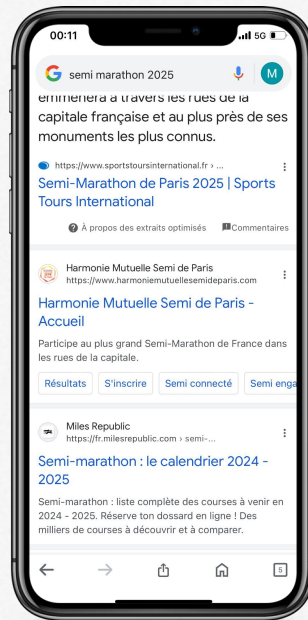 00:11
5G
G semi marathon 2025
M
emmènera à travers les rues de la
capitale française et au plus près de ses
monuments les plus connus.
https://www.sportstoursinternational.fr › ...
Semi-Marathon de Paris 2025 | Sports
Tours International
À propos des extraits optimisés Commentaires
Harmonie Mutuelle Semi de Paris
https://www.harmoniemutuellesemideparis.com
Harmonie Mutuelle Semi de Paris -
Accueil
Participe au plus grand Semi-Marathon de France dans
les rues de la capitale.
Résultats S'inscrire Semi connecté Semi enga
Miles Republic
https://fr.milesrepublic.com › semi-...
Semi-marathon : le calendrier 2024 -
2025
Semi-marathon : liste complète des courses à venir en
2024 - 2025. Réserve ton dossard en ligne ! Des
milliers de courses à découvrir et à comparer.
5